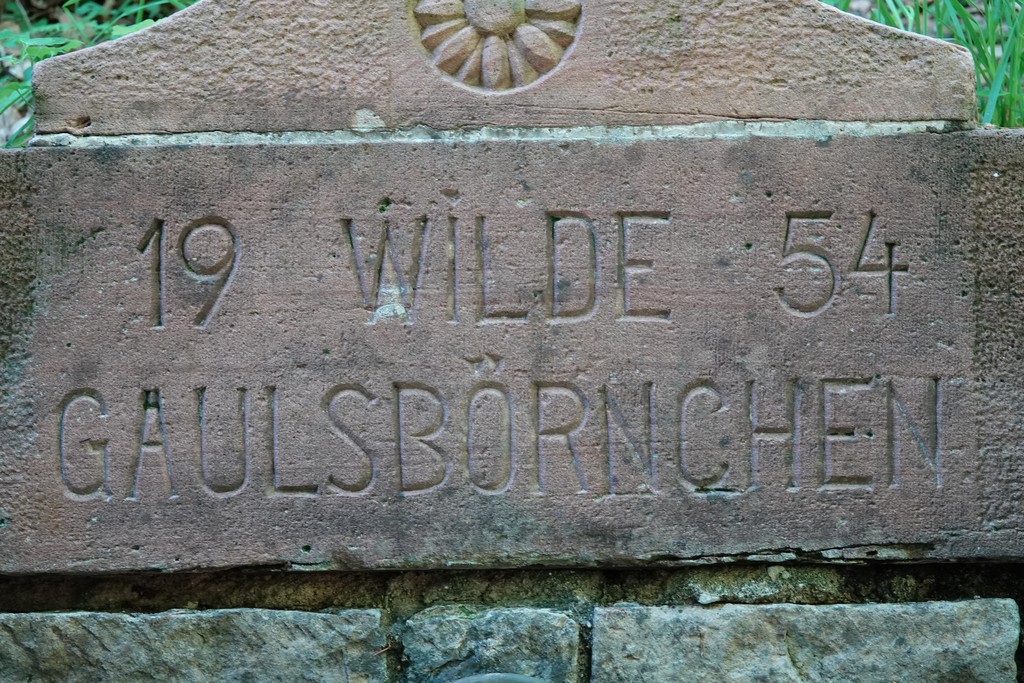 19 WILDE 54
GAULSBÖRNCHEN